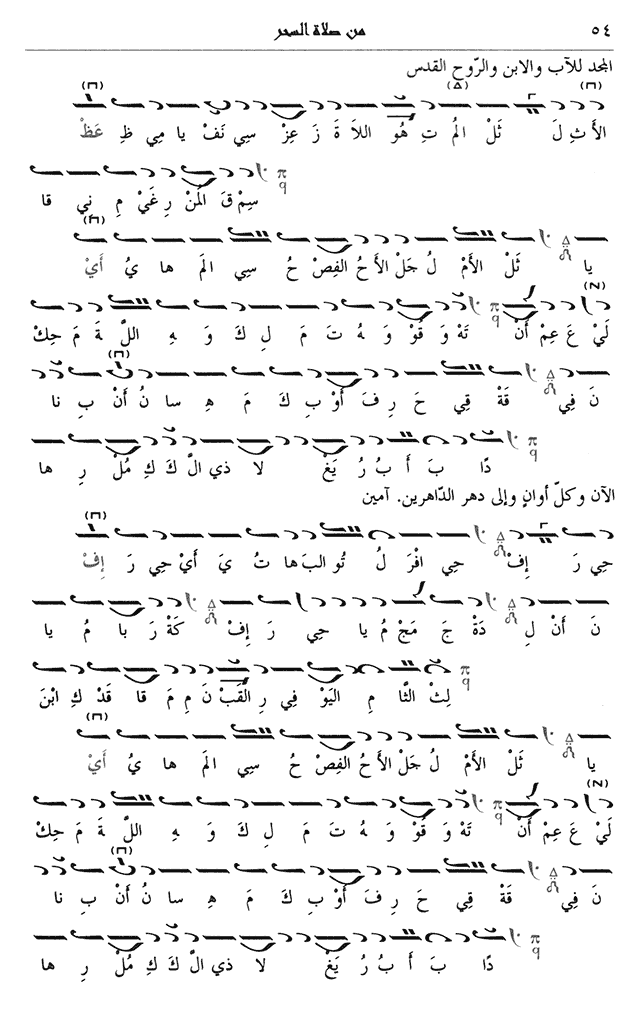 ٥٤ من صلاة السحر
المجد للآب والابن والرّوح القدس
عَظْ ظِ مِي يا نَفْ سِي عِزْ زَ ةَ اللاَ هُو تِ المُ ثَلْ لَ ثِ الأَ
قا نِي مِ غَيْ رِ المُنْ قَ سِمْ
أَيْ يُ ها المَ سِي حُ الفِصْ حُ الأَ جَلْ لُ الأَمْ ثَلْ يا
حِكْ مَ ةَ اللَّ هِ وَ كَ لِ مَ تَ هُ وَ قُوْ وَ تَهُ أَنْ عِمْ عَ لَيْ
نا بِ أَنْ نُ سا هِ مَ كَ بِ أَوْ فَ رِ حَ قِي قَةْ فِي نَ
ها رِ مُلْ كِ كَ الَّ ذي لا يَغْ رُ بُ أَ بَ دًا
الآن وكلّ أوانٍ وإلى دهر الدّاهرين. آمين
إِفْ رَ حِي أَيْ يَ تُ ها البَ تُو لُ افْرَ حِي إِفْ رَ حِي
يا مُ با رَ كَةْ إِفْ رَ حِي يا مُ مَجْ جَ دَةْ لِ أَنْ نَ
ابْنَ كِ قَدْ قا مَ مِ نَ القَبْ رِ فِي اليَوْ مِ الثَّا لِثْ
أَيْ يُ ها المَ سِي حُ الفِصْ حُ الأَ جَلْ لُ الأَمْ ثَلْ يا
حِكْ مَ ةَ اللَّ هِ وَ كَ لِ مَ تَ هُ وَ قُوْ وَ تَهُ أَنْ عِمْ عَ لَيْ
نا بِ أَنْ نُ سا هِ مَ كَ بِ أَوْ فَ رِ حَ قِي قَةْ فِي نَ
ها رِ مُلْ كِ كَ الَّ ذي لا يَغْ رُ بُ أَ بَ دًا